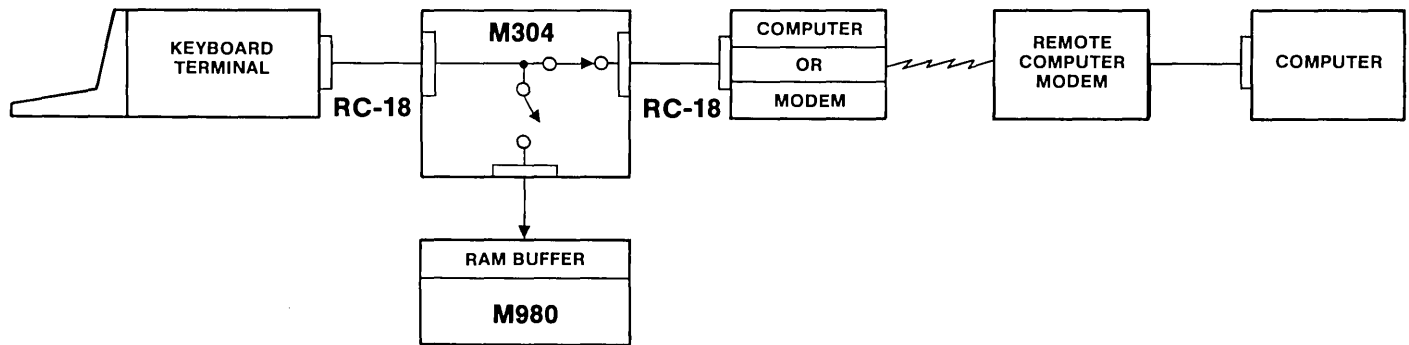 KEYBOARD
TERMINAL
RC-18
M304
RC-18
COMPUTER
OR
MODEM
REMOTE
COMPUTER
MODEM
COMPUTER
RAM BUFFER
M980